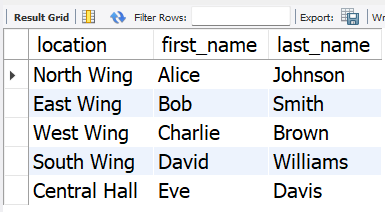 Result Grid Filter Rows: Export: Wr
location first_name last_name
North Wing Alice Johnson
East Wing Bob Smith
West Wing Charlie Brown
South Wing David Williams
Central Hall Eve Davis